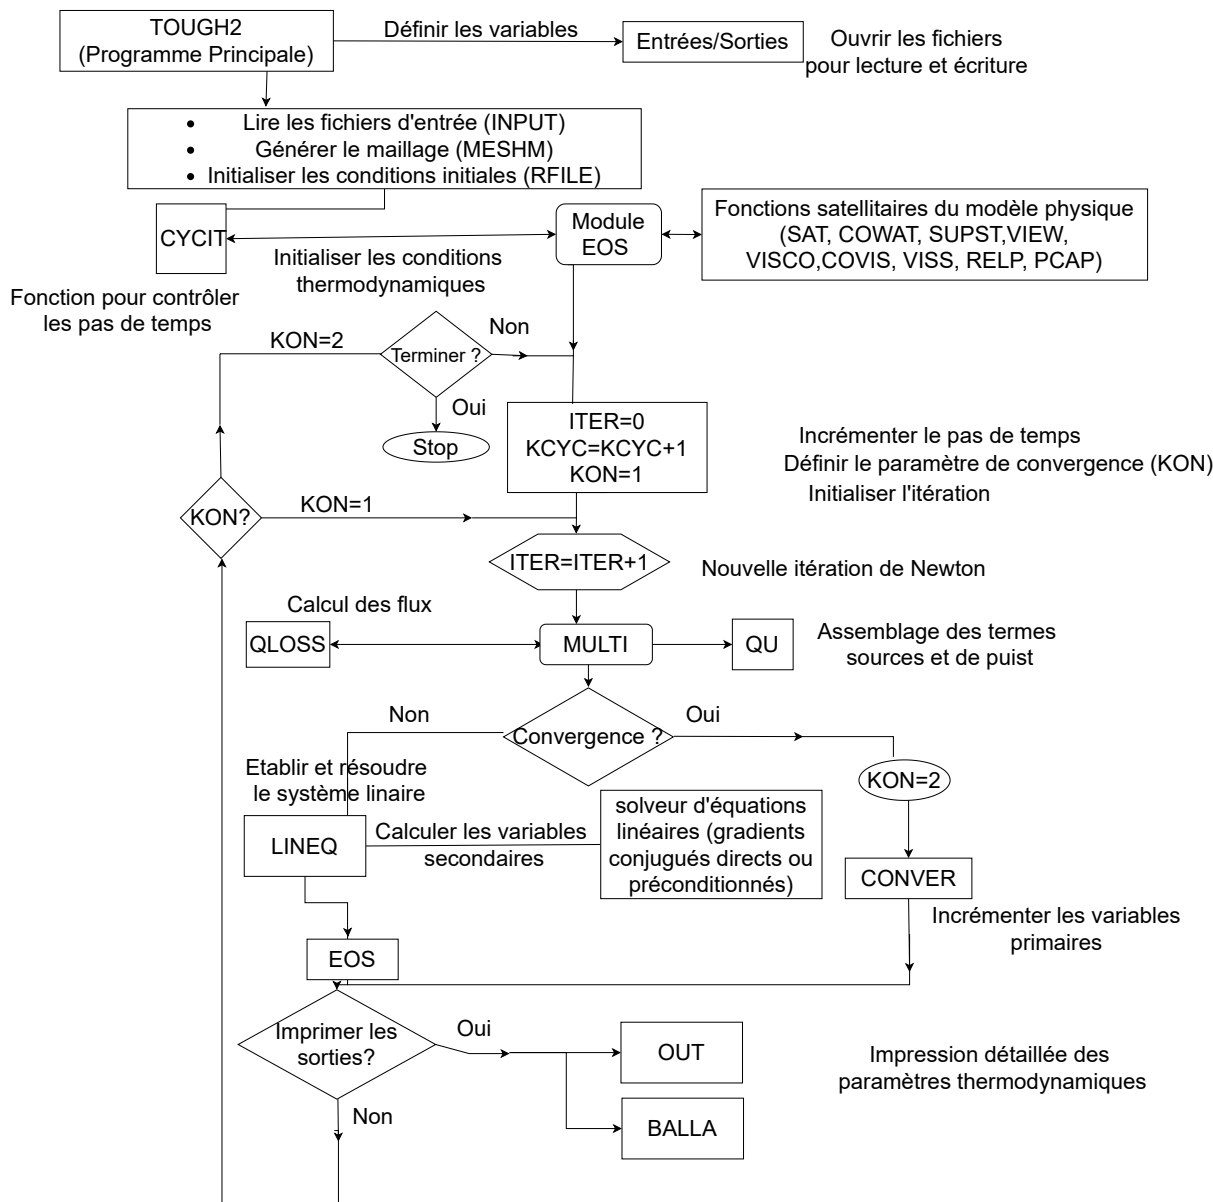 TOUGH2
(Programme Principale)
Définir les variables
Entrées/Sorties
Ouvrir les fichiers
pour lecture et écriture
• Lire les fichiers d'entrée (INPUT)
• Générer le maillage (MESHM)
• Initialiser les conditions initiales (RFILE)
CYCIT
Module
EOS
Fonctions satellitaires du modèle physique
(SAT, COWAT, SUPST,VIEW,
VISCO,COVIS, VISS, RELP, PCAP)
Initialiser les conditions
thermodynamiques
Fonction pour contrôler
les pas de temps
KON=2
Terminer ?
Non
Oui
Stop
ITER=0
KCYC=KCYC+1
KON=1
Incrémenter le pas de temps
Définir le paramètre de convergence (KON)
Initialiser l'itération
KON?
KON=1
ITER=ITER+1
Nouvelle itération de Newton
Calcul des flux
QLOSS
MULTI
QU
Assemblage des termes
sources et de puist
Non
Convergence ?
Oui
Etablir et résoudre
le système linaire
KON=2
LINEQ
Calculer les variables
secondaires
solveur d'équations
linéaires (gradients
conjugués directs ou
préconditionnés)
CONVER
Incrémenter les variables
primaires
EOS
Imprimer les
sorties?
Oui
OUT
Impression détaillée des
paramètres thermodynamiques
Non
BALLA